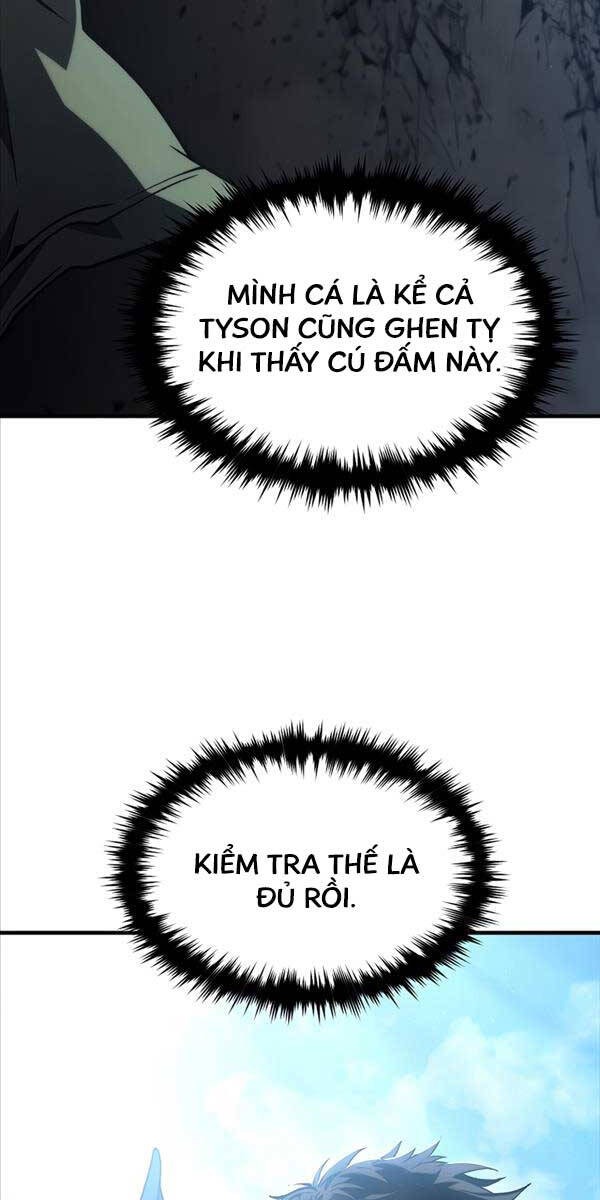 MÌNH CÁ LÀ KỂ CẢ
TYSON CŨNG GHEN TỴ
KHI THẤY CÚ ĐẤM NÀY.
KIỂM TRA THẾ LÀ
ĐỦ RỒI.